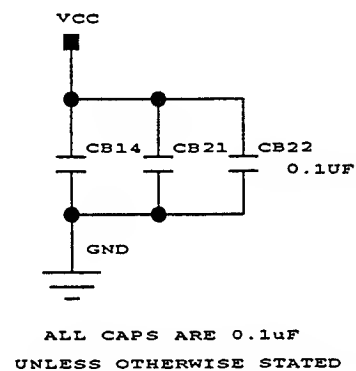 VCC
CB14 CB21 CB22
0.1UF
GND
ALL CAPS ARE 0.1uF
UNLESS OTHERWISE STATED